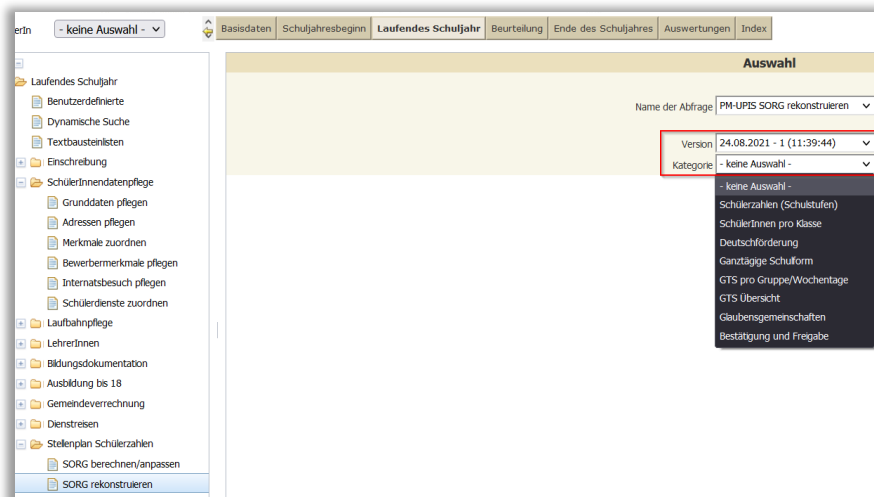 erIn - keine Auswahl -
Basisdaten Schuljahresbeginn Laufendes Schuljahr Beurteilung Ende des Schuljahres Auswertungen Index
Auswahl
Name der Abfrage PM-UPIS SORG rekonstruieren
Version 24.08.2021 - 1 (11:39:44)
Kategorie - keine Auswahl -
- keine Auswahl -
Schülerzahlen (Schulstufen)
SchülerInnen pro Klasse
Deutschförderung
Ganztägige Schulform
GTS pro Gruppe/Wochentage
GTS Übersicht
Glaubensgemeinschaften
Bestätigung und Freigabe
Laufendes Schuljahr
Benutzerdefinierte
Dynamische Suche
Textbausteinlisten
Einschreibung
SchülerInnendatenpflege
Grunddaten pflegen
Adressen pflegen
Merkmale zuordnen
Bewerbermerkmale pflegen
Internatsbesuch pflegen
Schülerdienste zuordnen
Laufbahnpflege
LehrerInnen
Bildungsdokumentation
Ausbildung bis 18
Gemeindeverrechnung
Dienstreisen
Stellenplan Schülerzahlen
SORG berechnen/anpassen
SORG rekonstruieren